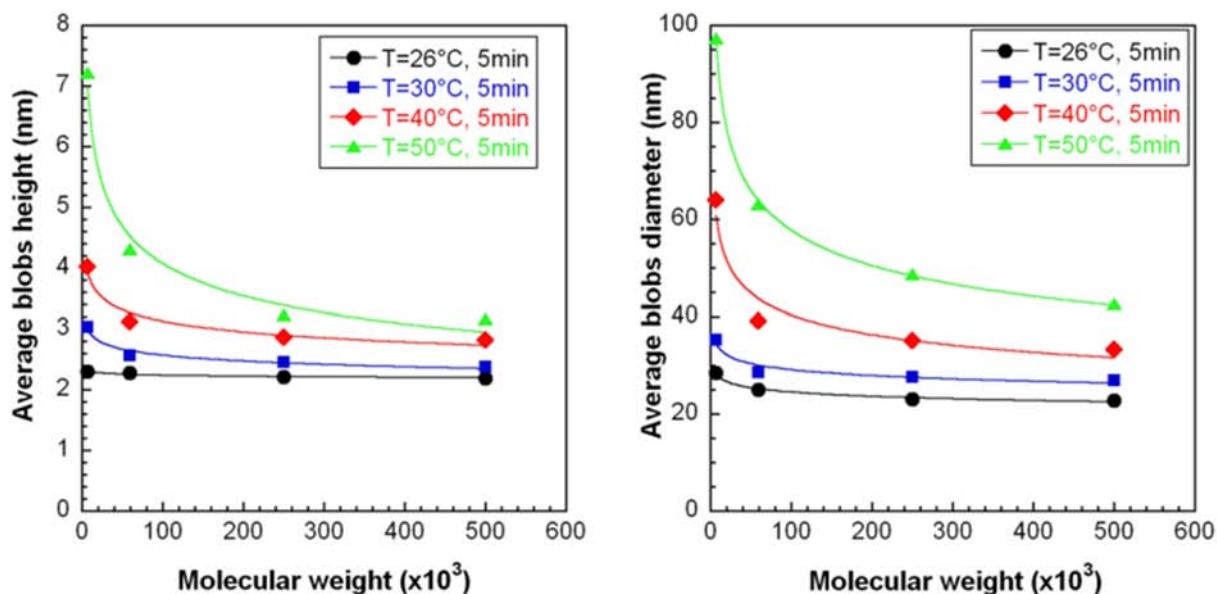 8
7
6
5
4
3
2
1
0
Average blobs height (nm)
T=26°C, 5min
T=30°C, 5min
T=40°C, 5min
T=50°C, 5min
0 100 200 300 400 500 600
Molecular weight (x10³)
100
80
60
40
20
0
Average blobs diameter (nm)
T=26°C, 5min
T=30°C, 5min
T=40°C, 5min
T=50°C, 5min
0 100 200 300 400 500 600
Molecular weight (x10³)